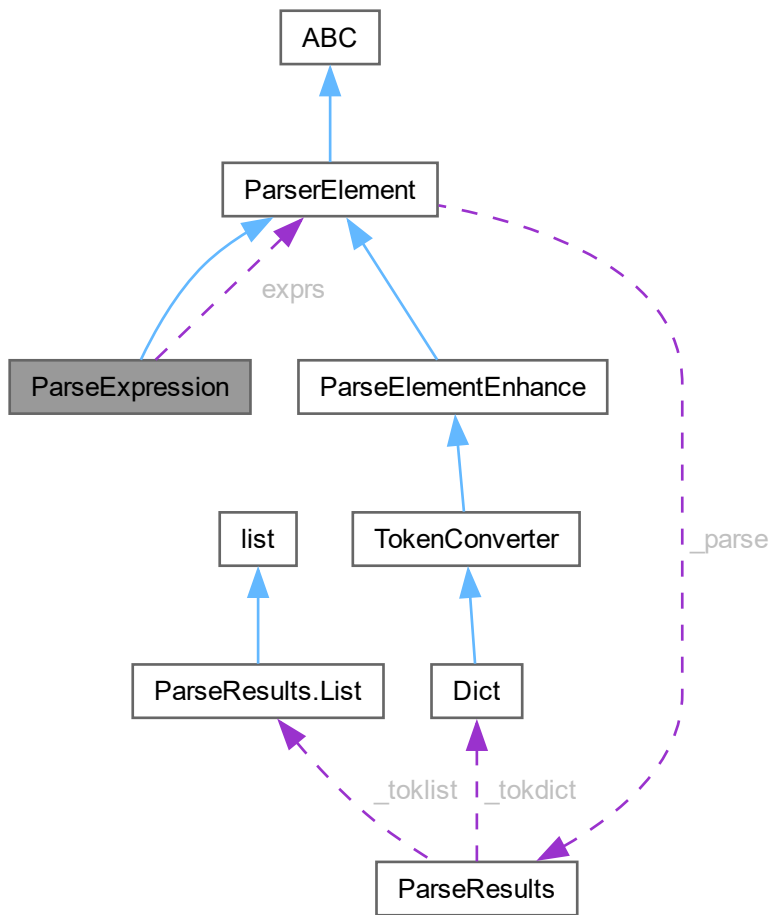 ABC
ParserElement
exprs
ParseExpression
ParseElementEnhance
list
TokenConverter
_parse
ParseResults.List
Dict
_toklist
_tokdict
ParseResults